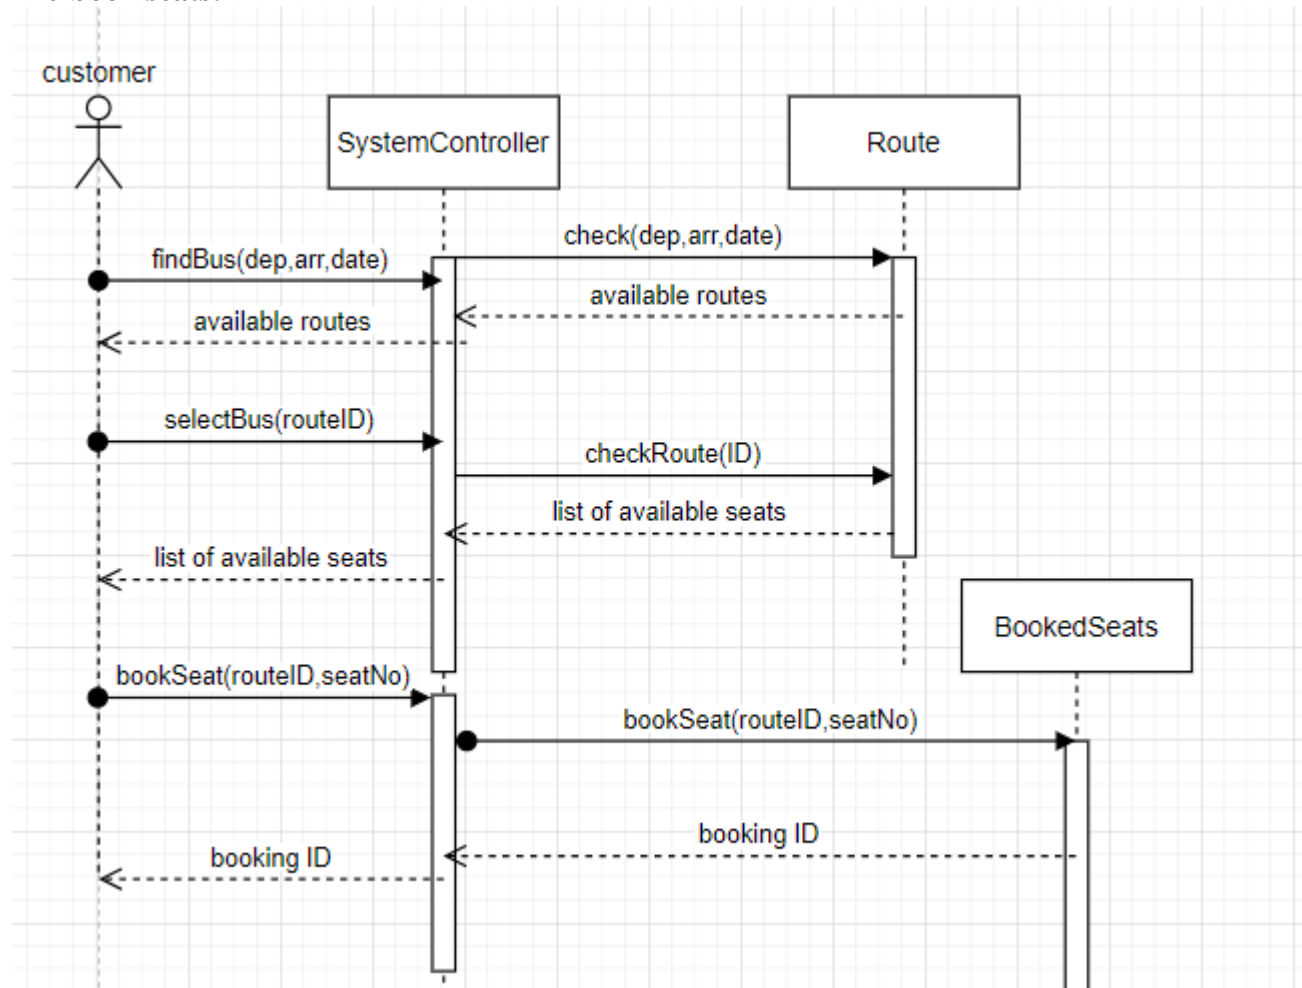 customer
SystemController
Route
check(dep,arr,date)
findBus(dep,arr,date)
available routes
available routes
selectBus(routeID)
checkRoute(ID)
list of available seats
list of available seats
BookedSeats
bookSeat(routeID,seatNo)
bookSeat(routeID,seatNo)
booking ID
booking ID